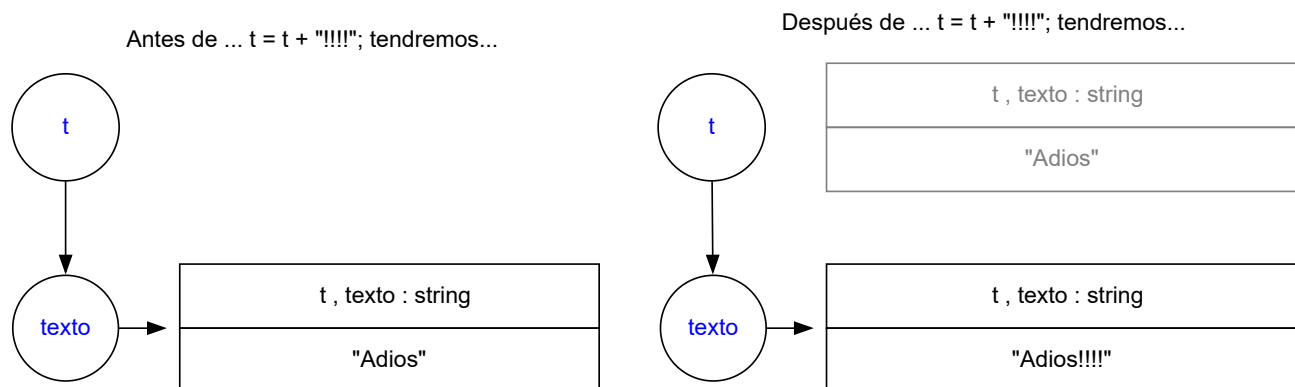 Antes de ... t = t + "!!!!"; tendremos...
t
texto
t , texto : string
"Adios"
Después de ... t = t + "!!!!"; tendremos...
t
t , texto : string
"Adios"
texto
t , texto : string
"Adios!!!!"